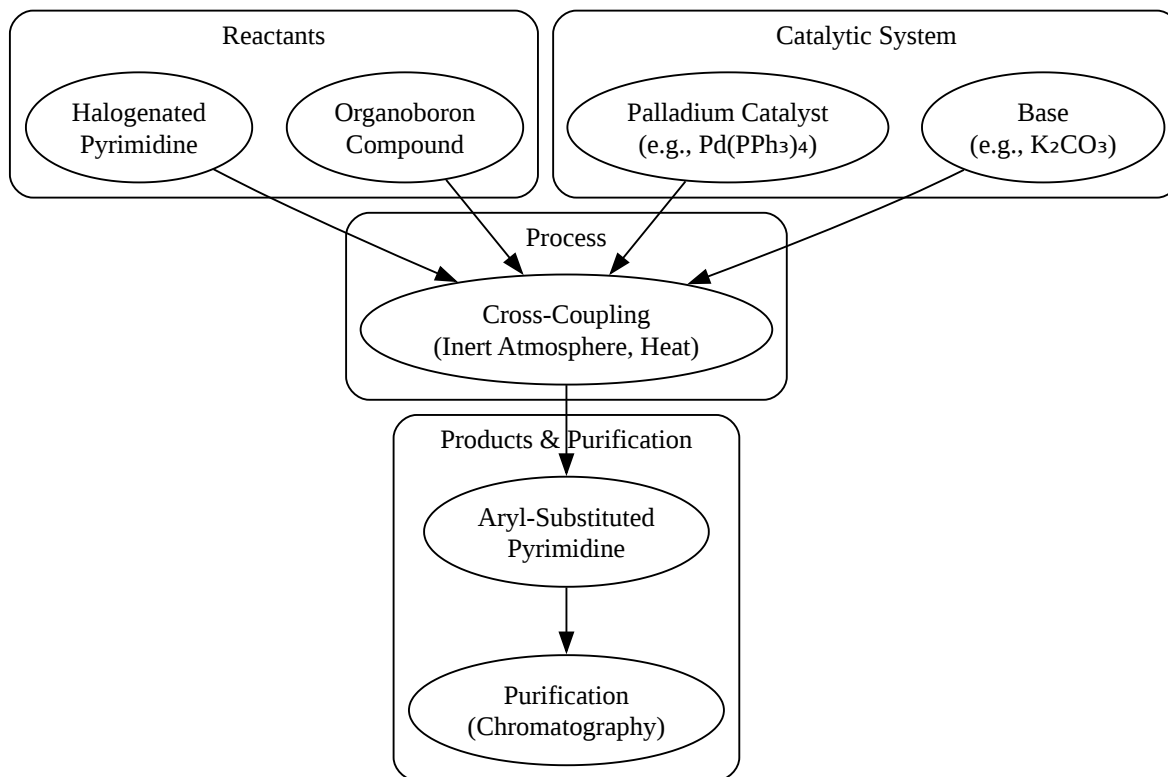 Reactants
Catalytic System
Halogenated
Pyrimidine
Organoboron
Compound
Palladium Catalyst
(e.g., Pd(PPh₃)₄)
Base
(e.g., K₂CO₃)
Process
Cross-Coupling
(Inert Atmosphere, Heat)
Products & Purification
Aryl-Substituted
Pyrimidine
Purification
(Chromatography)